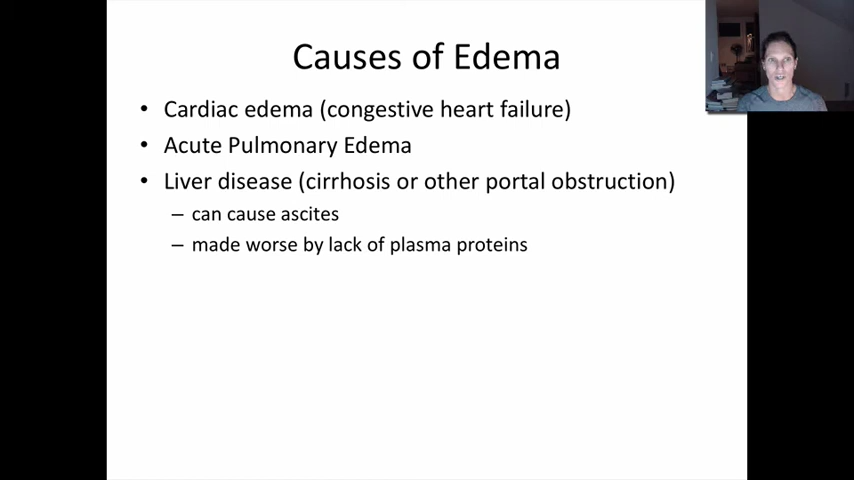 Causes of Edema
• Cardiac edema (congestive heart failure)
• Acute Pulmonary Edema
• Liver disease (cirrhosis or other portal obstruction)
– can cause ascites
– made worse by lack of plasma proteins